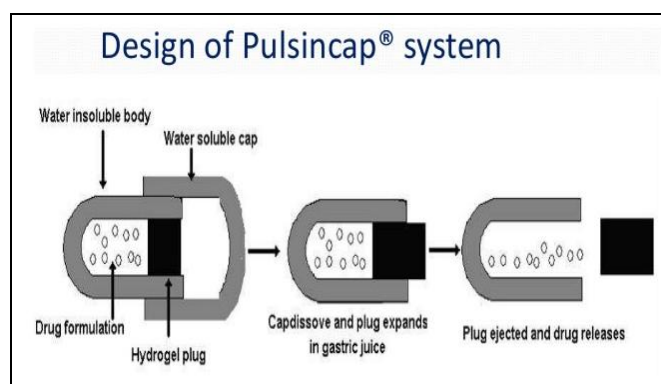 Design of Pulsincap® system
Water insoluble body
Water soluble cap
Drug formulation
Hydrogel plug
Capdissove and plug expands
in gastric juice
Plug ejected and drug releases